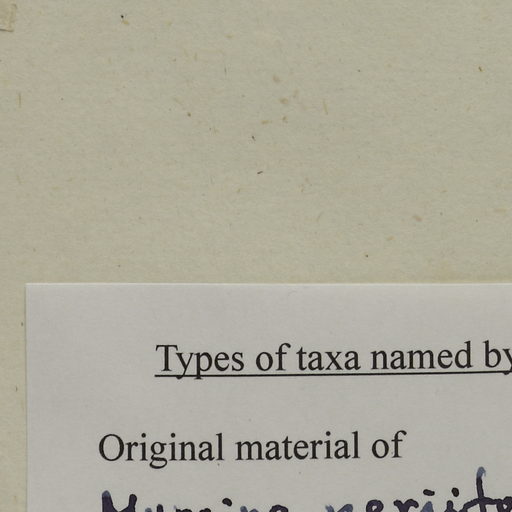 Types of taxa named by
Original material of